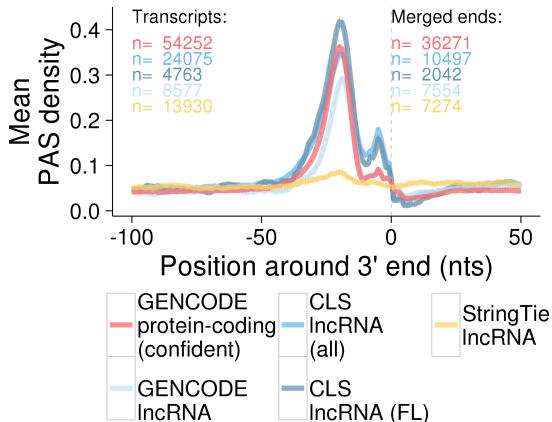 Transcripts: Merged ends:
n= 54252 n= 36271
n= 24075 n= 10497
n= 4763 n= 2042
n= 8577 n= 7554
n= 13930 n= 7274
Mean
PAS density
0.4
0.3
0.2
0.1
0.0
-100 -50 0 50
Position around 3' end (nts)
GENCODE
protein-coding
(confident)
CLS
lncRNA
(all)
StringTie
lncRNA
GENCODE
lncRNA
CLS
lncRNA (FL)